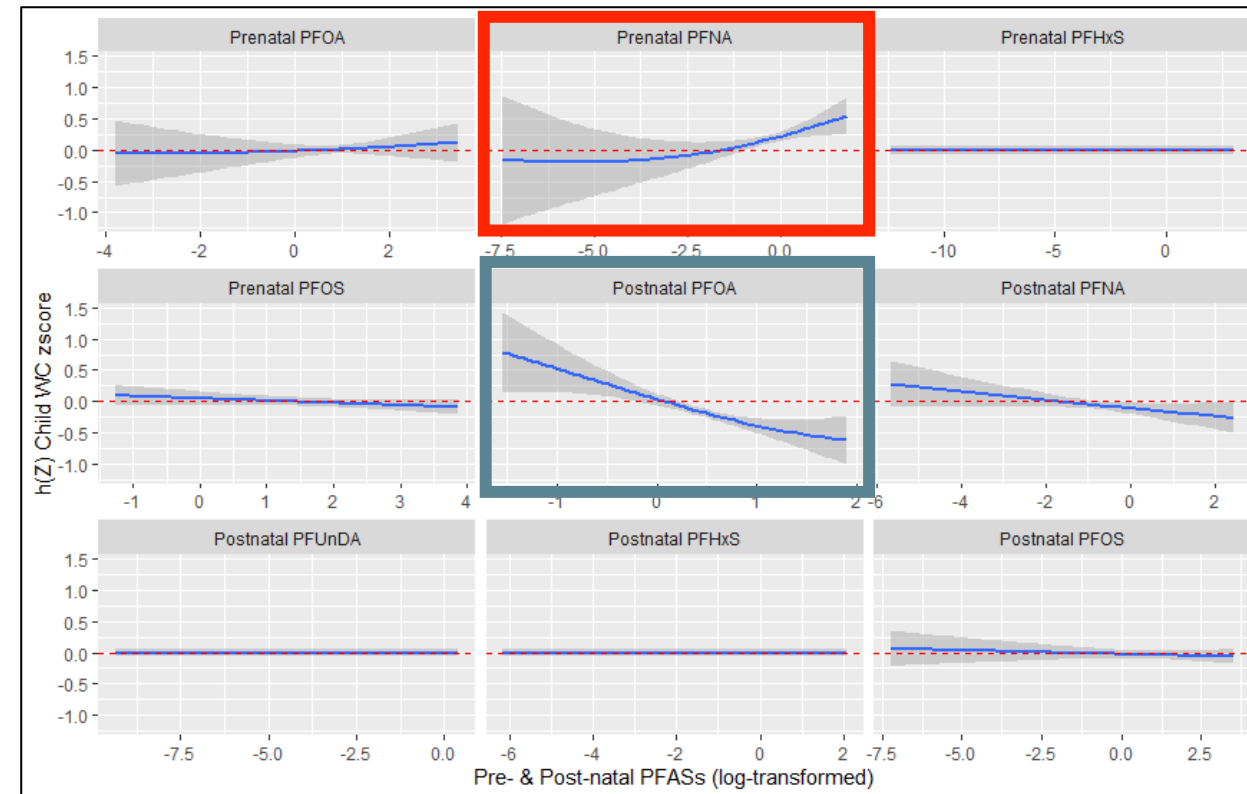 Prenatal PFOA Prenatal PFNA Prenatal PFHxS
1.5
1.0
0.5
0.0
-0.5
-1.0
-4 -2 0 2 -7.5 -5.0 -2.5 0.0 -10 -5 0
Prenatal PFOS Postnatal PFOA Postnatal PFNA
1.5
1.0
0.5
0.0
-0.5
-1.0
-1 0 1 2 3 4 -1 0 1 2 -6 -4 -2 0 2
h(Z) Child WC zscore
Postnatal PFUnDA Postnatal PFHxS Postnatal PFOS
1.5
1.0
0.5
0.0
-0.5
-1.0
-7.5 -5.0 -2.5 0.0 -6 -4 -2 0 2 -7.5 -5.0 -2.5 0.0 2.5
Pre- & Post-natal PFASs (log-transformed)